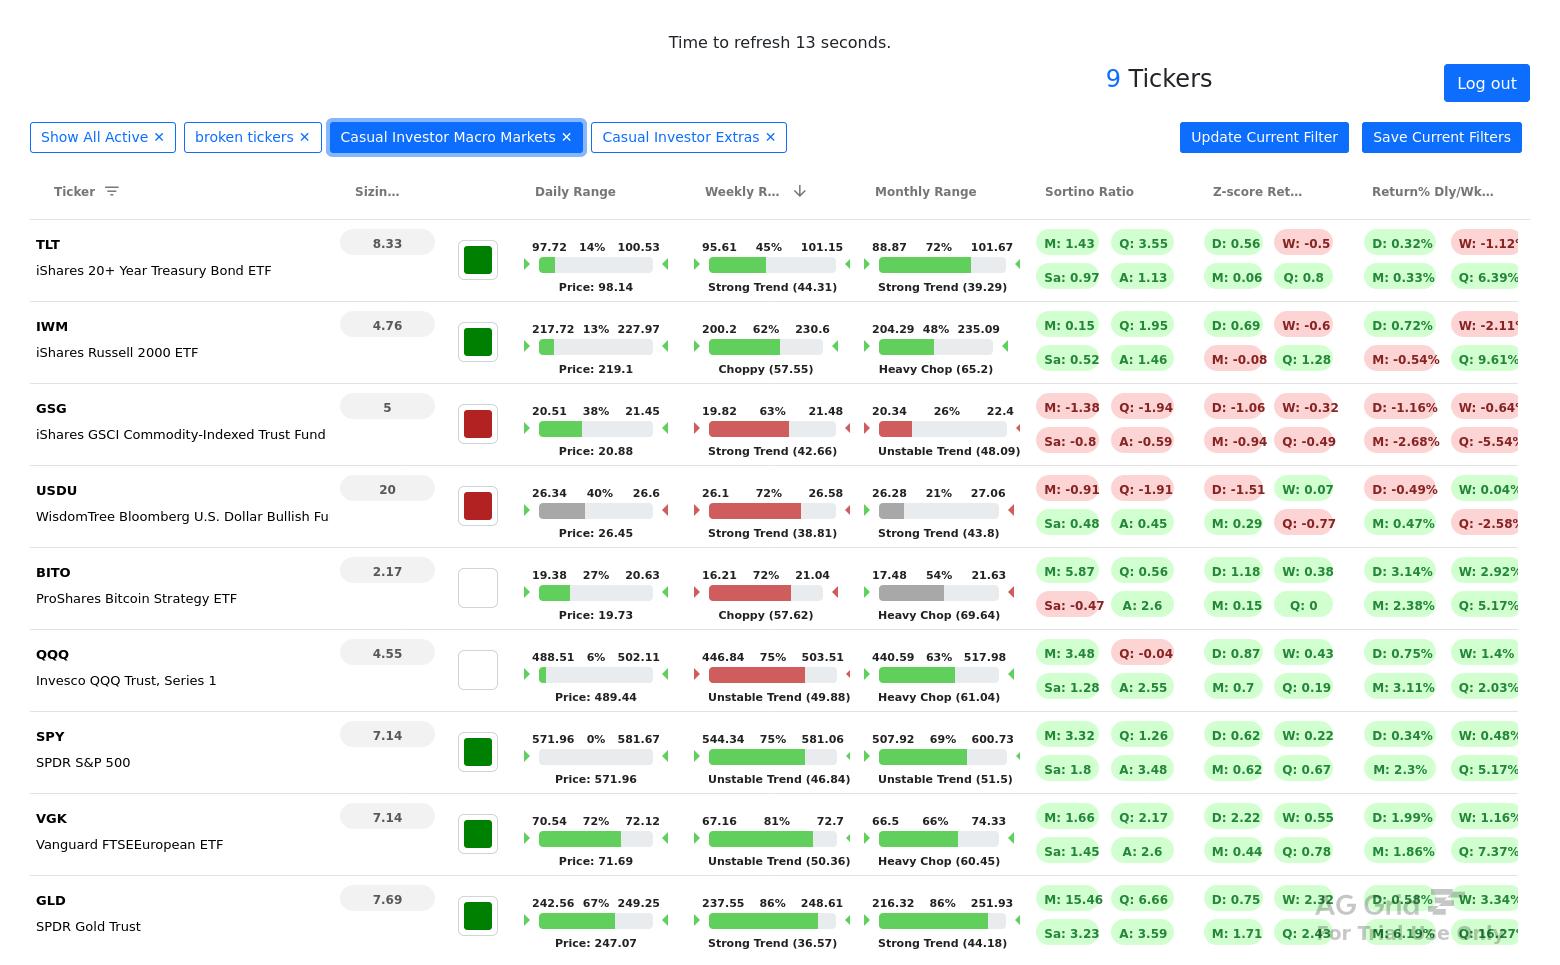 Time to refresh 13 seconds.
9 Tickers
Log out
Show All Active ✕ broken tickers ✕ Casual Investor Macro Markets ✕ Casual Investor Extras ✕ Update Current Filter Save Current Filters
Ticker Sizin... Daily Range Weekly R... Monthly Range Sortino Ratio Z-score Ret... Return% Dly/Wk...
TLT 8.33 97.72 14% 100.53 95.61 45% 101.15 88.87 72% 101.67 M: 1.43 Q: 3.55 D: 0.56 W: -0.5 D: 0.32% W: -1.12%
iShares 20+ Year Treasury Bond ETF Sa: 0.97 A: 1.13 M: 0.06 Q: 0.8 M: 0.33% Q: 6.39%
Price: 98.14 Strong Trend (44.31) Strong Trend (39.29)
IWM 4.76 217.72 13% 227.97 200.2 62% 230.6 204.29 48% 235.09 M: 0.15 Q: 1.95 D: 0.69 W: -0.6 D: 0.72% W: -2.11%
iShares Russell 2000 ETF Sa: 0.52 A: 1.46 M: -0.08 Q: 1.28 M: -0.54% Q: 9.61%
Price: 219.1 Choppy (57.55) Heavy Chop (65.2)
GSG 5 20.51 38% 21.45 19.82 63% 21.48 20.34 26% 22.4 M: -1.38 Q: -1.94 D: -1.06 W: -0.32 D: -1.16% W: -0.64%
iShares GSCI Commodity-Indexed Trust Fund Sa: -0.8 A: -0.59 M: -0.94 Q: -0.49 M: -2.68% Q: -5.54%
Price: 20.88 Strong Trend (42.66) Unstable Trend (48.09)
USDU 20 26.34 40% 26.6 26.1 72% 26.58 26.28 21% 27.06 M: -0.91 Q: -1.91 D: -1.51 W: 0.07 D: -0.49% W: 0.04%
WisdomTree Bloomberg U.S. Dollar Bullish Fu Sa: 0.48 A: 0.45 M: 0.29 Q: -0.77 M: 0.47% Q: -2.58%
Price: 26.45 Strong Trend (38.81) Strong Trend (43.8)
BITO 2.17 19.38 27% 20.63 16.21 72% 21.04 17.48 54% 21.63 M: 5.87 Q: 0.56 D: 1.18 W: 0.38 D: 3.14% W: 2.92%
ProShares Bitcoin Strategy ETF Sa: -0.47 A: 2.6 M: 0.15 Q: 0 M: 2.38% Q: 5.17%
Price: 19.73 Choppy (57.62) Heavy Chop (69.64)
QQQ 4.55 488.51 6% 502.11 446.84 75% 503.51 440.59 63% 517.98 M: 3.48 Q: -0.04 D: 0.87 W: 0.43 D: 0.75% W: 1.4%
Invesco QQQ Trust, Series 1 Sa: 1.28 A: 2.55 M: 0.7 Q: 0.19 M: 3.11% Q: 2.03%
Price: 489.44 Unstable Trend (49.88) Heavy Chop (61.04)
SPY 7.14 571.96 0% 581.67 544.34 75% 581.06 507.92 69% 600.73 M: 3.32 Q: 1.26 D: 0.62 W: 0.22 D: 0.34% W: 0.48%
SPDR S&P 500 Sa: 1.8 A: 3.48 M: 0.62 Q: 0.67 M: 2.3% Q: 5.17%
Price: 571.96 Unstable Trend (46.84) Unstable Trend (51.5)
VGK 7.14 70.54 72% 72.12 67.16 81% 72.7 66.5 66% 74.33 M: 1.66 Q: 2.17 D: 2.22 W: 0.55 D: 1.99% W: 1.16%
Vanguard FTSEEuropean ETF Sa: 1.45 A: 2.6 M: 0.44 Q: 0.78 M: 1.86% Q: 7.37%
Price: 71.69 Unstable Trend (50.36) Heavy Chop (60.45)
GLD 7.69 242.56 67% 249.25 237.55 86% 248.61 216.32 86% 251.93 M: 15.46 Q: 6.66 D: 0.75 W: 2.32 D: 0.58% W: 3.34%
AG Grid
SPDR Gold Trust Sa: 3.23 A: 3.59 M: 1.71 Q: 2.43 M: 6.19% Q: 16.27%
For Trial Use Only
Price: 247.07 Strong Trend (36.57) Strong Trend (44.18)